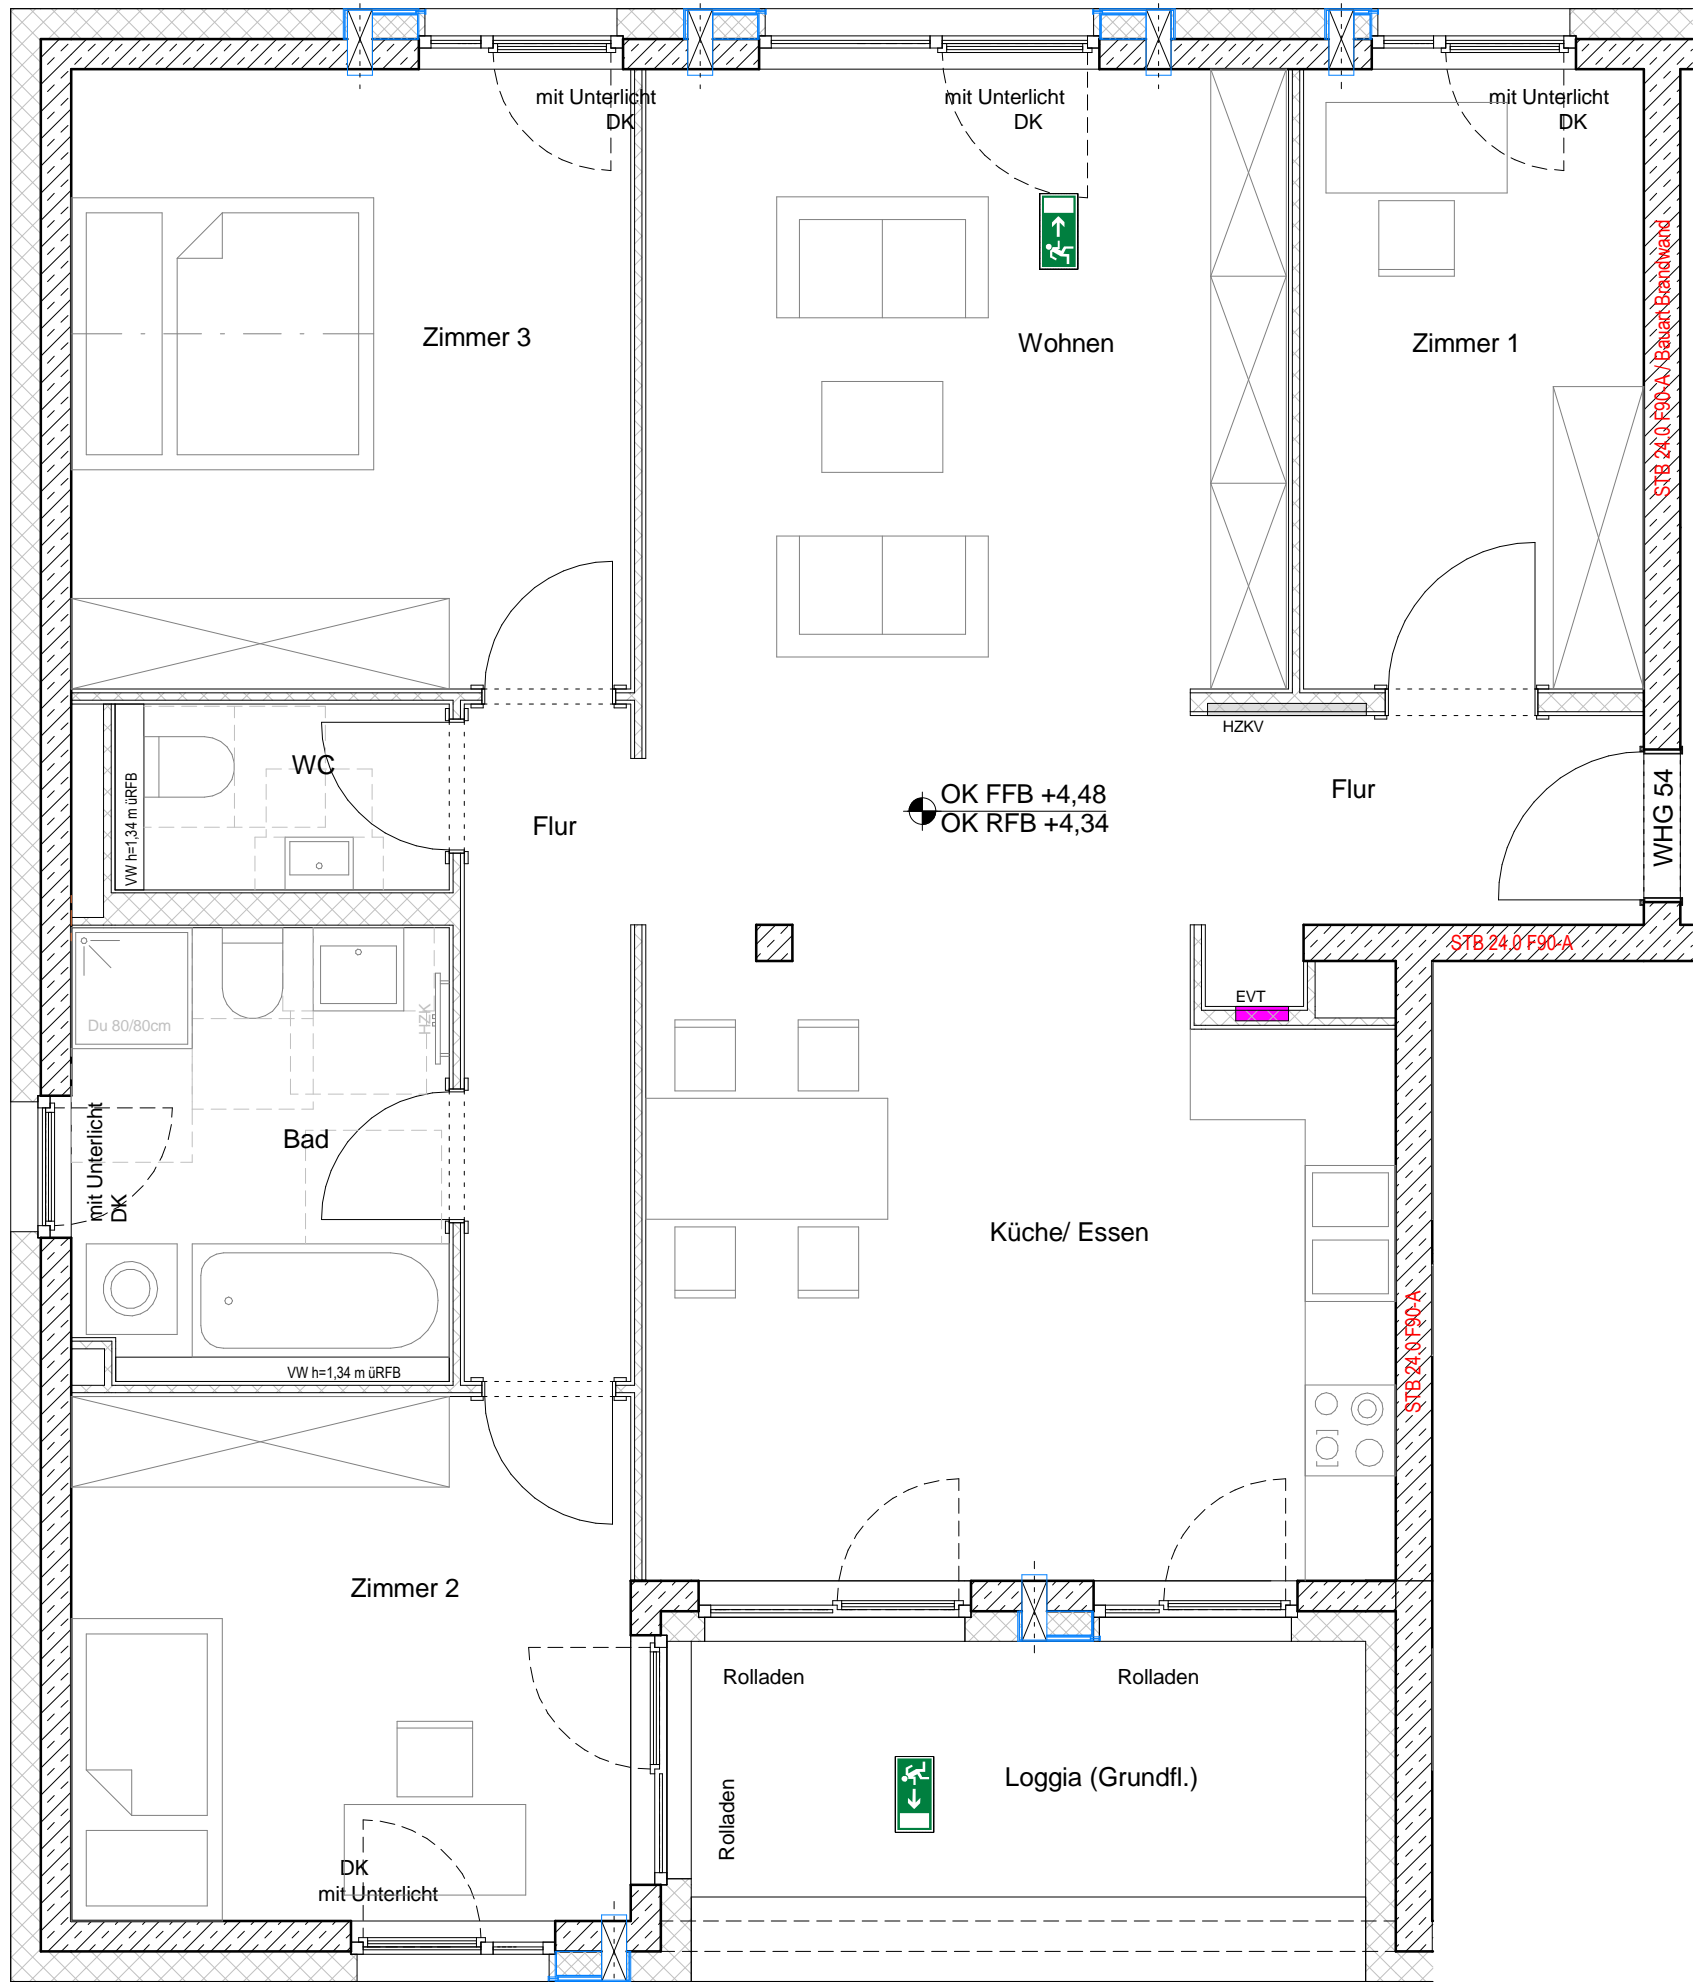 mit Unterlicht
DK
mit Unterlicht
DK
mit Unterlicht
DK
Zimmer 3
Wohnen
Zimmer 1
STB 24.0 F90-A / Bauart Brandwand
HZKV
WC
VW h=1,34 m üRFB
Flur
OK FFB +4,48
OK RFB +4,34
Flur
WHG 54
STB 24.0 F90-A
EVT
Du 80/80cm
HZK
mit Unterlicht
DK
Bad
Küche/ Essen
STB 24.0 F90-A
VW h=1,34 m üRFB
Zimmer 2
Rolladen
Rolladen
Rolladen
Loggia (Grundfl.)
DK
mit Unterlicht